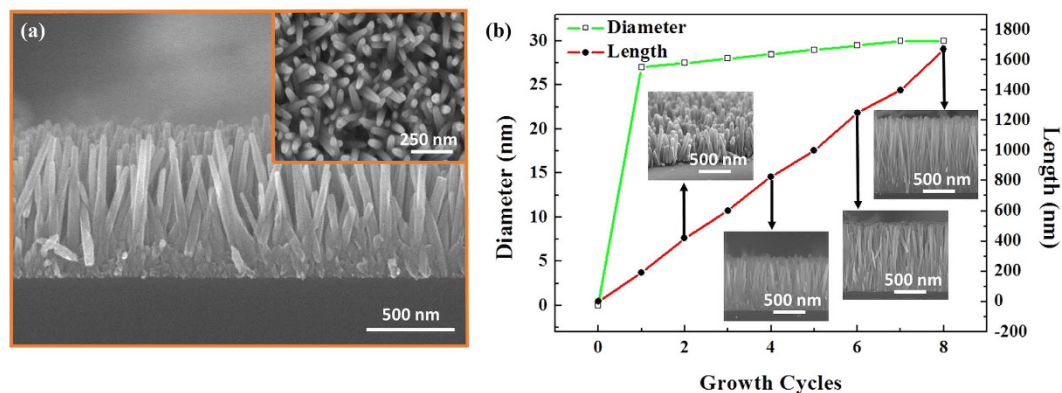 (a)
250 nm
500 nm
(b)
Diameter
Length
30
25
20
15
10
5
0
Diameter (nm)
1800
1600
1400
1200
1000
800
600
400
200
0
-200
Length (nm)
500 nm
500 nm
500 nm
500 nm
0 2 4 6 8
Growth Cycles